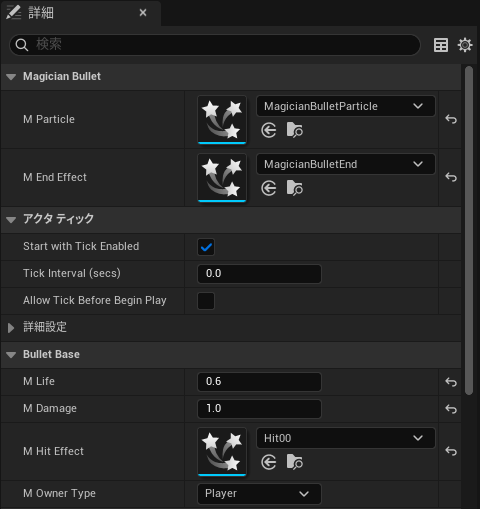 詳細
検索
Magician Bullet
M Particle
MagicianBulletParticle
M End Effect
MagicianBulletEnd
アクタ ティック
Start with Tick Enabled
Tick Interval (secs) 0.0
Allow Tick Before Begin Play
詳細設定
Bullet Base
M Life 0.6
M Damage 1.0
M Hit Effect
Hit00
M Owner Type Player